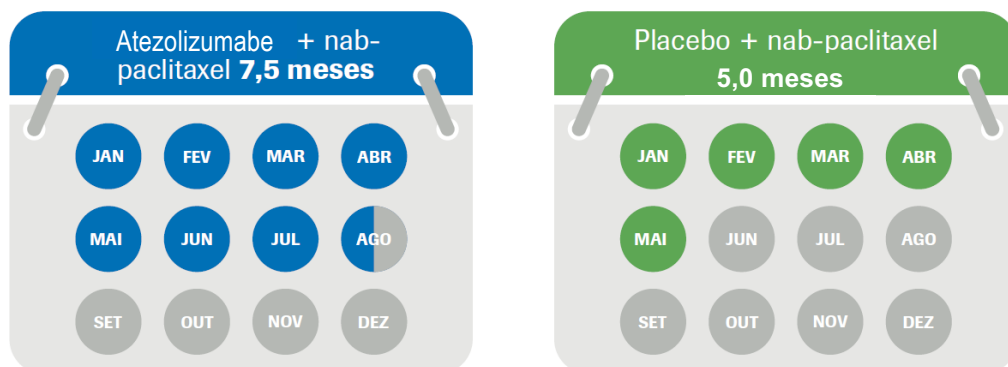 Atezolizumabe + nab-
paclitaxel 7,5 meses
JAN FEV MAR ABR
MAI JUN JUL AGO
SET OUT NOV DEZ
Placebo + nab-paclitaxel
5,0 meses
JAN FEV MAR ABR
MAI JUN JUL AGO
SET OUT NOV DEZ